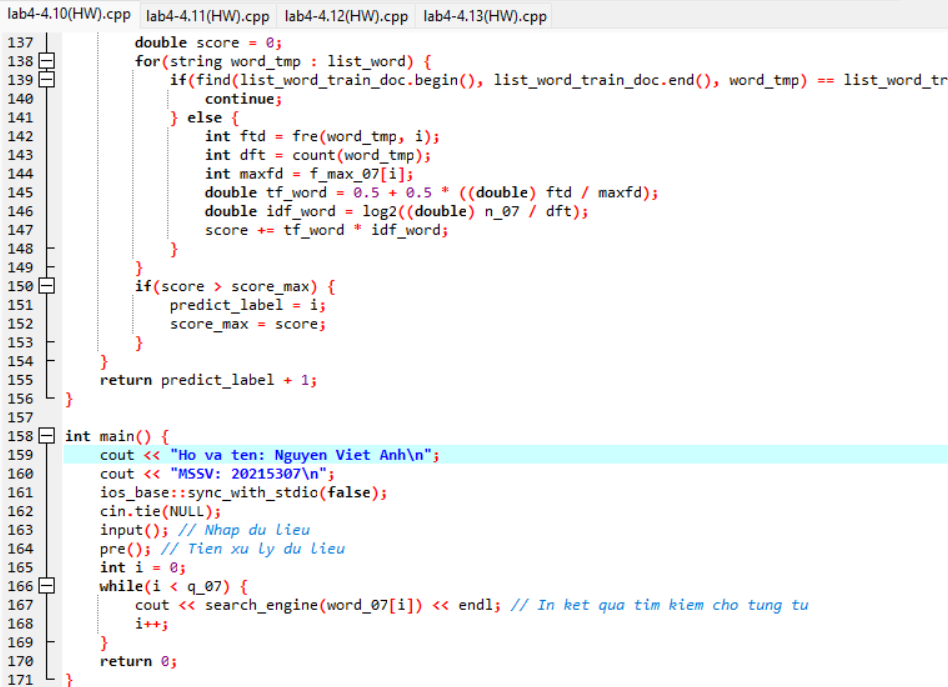 lab4-4.10(HW).cpp lab4-4.11(HW).cpp lab4-4.12(HW).cpp lab4-4.13(HW).cpp
137 double score = 0;
138 for(string word_tmp : list_word) {
139 if(find(list_word_train_doc.begin(), list_word_train_doc.end(), word_tmp) == list_word_tr
140 continue;
141 } else {
142 int ftd = fre(word_tmp, i);
143 int dft = count(word_tmp);
144 int maxfd = f_max_07[i];
145 double tf_word = 0.5 + 0.5 * ((double) ftd / maxfd);
146 double idf_word = log2((double) n_07 / dft);
147 score += tf_word * idf_word;
148 }
149 }
150 if(score > score_max) {
151 predict_label = i;
152 score_max = score;
153 }
154 }
155 return predict_label + 1;
156 }
157
158 int main() {
159 cout << "Ho va ten: Nguyen Viet Anh\n";
160 cout << "MSSV: 20215307\n";
161 ios_base::sync_with_stdio(false);
162 cin.tie(NULL);
163 input(); // Nhap du lieu
164 pre(); // Tien xu ly du lieu
165 int i = 0;
166 while(i < q_07) {
167 cout << search_engine(word_07[i]) << endl; // In ket qua tim kiem cho tung tu
168 i++;
169 }
170 return 0;
171 }